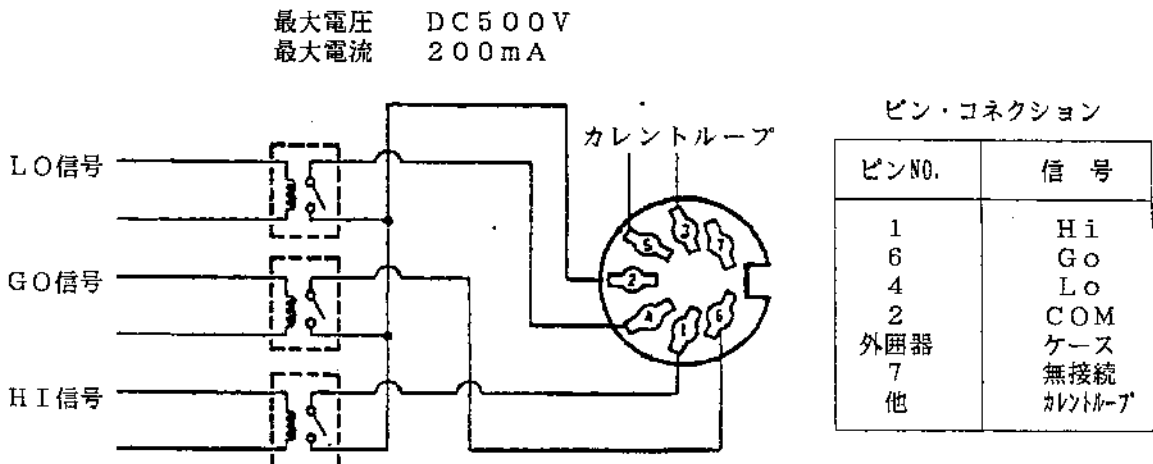 最大電圧 DC500V
最大電流 200mA
カレントループ
LO信号
GO信号
HI信号
5
3
7
2
4
1
6
ピン・コネクション
ピンNO. 信号
1 Hi
6 Go
4 Lo
2 COM
外囲器 ケース
7 無接続
他 カレントループ